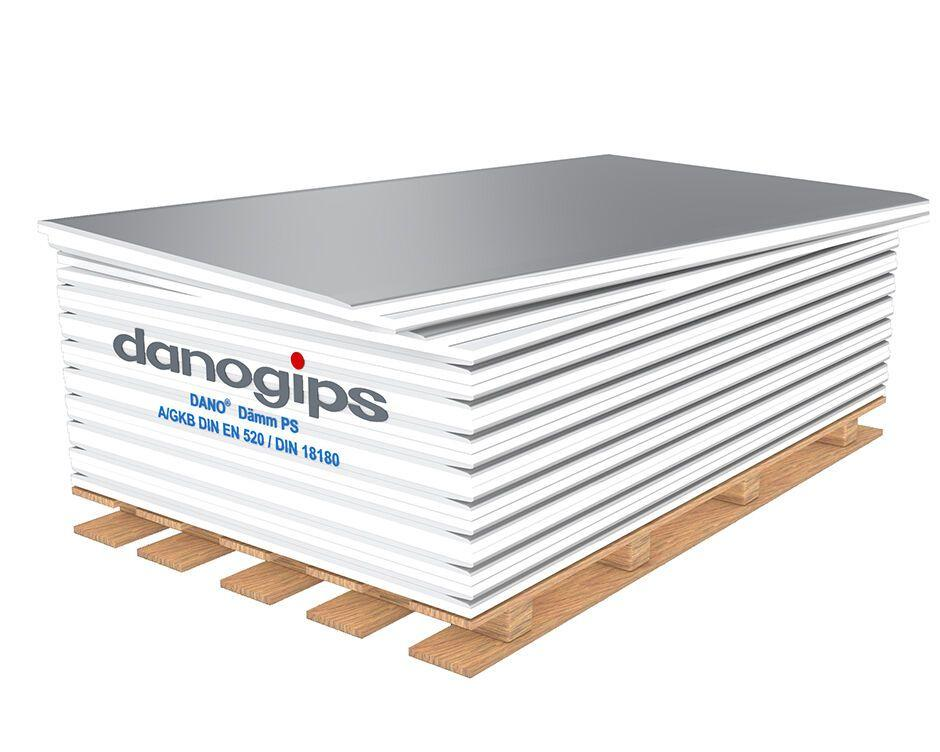 danogips
DANO® Dämm PS
A/GKB DIN EN 520 / DIN 18180